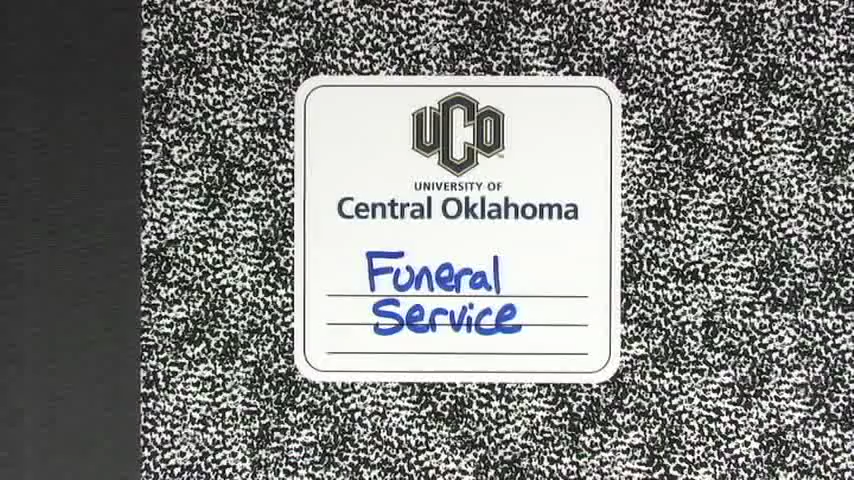 UCO
UNIVERSITY OF
Central Oklahoma
Funeral
Service